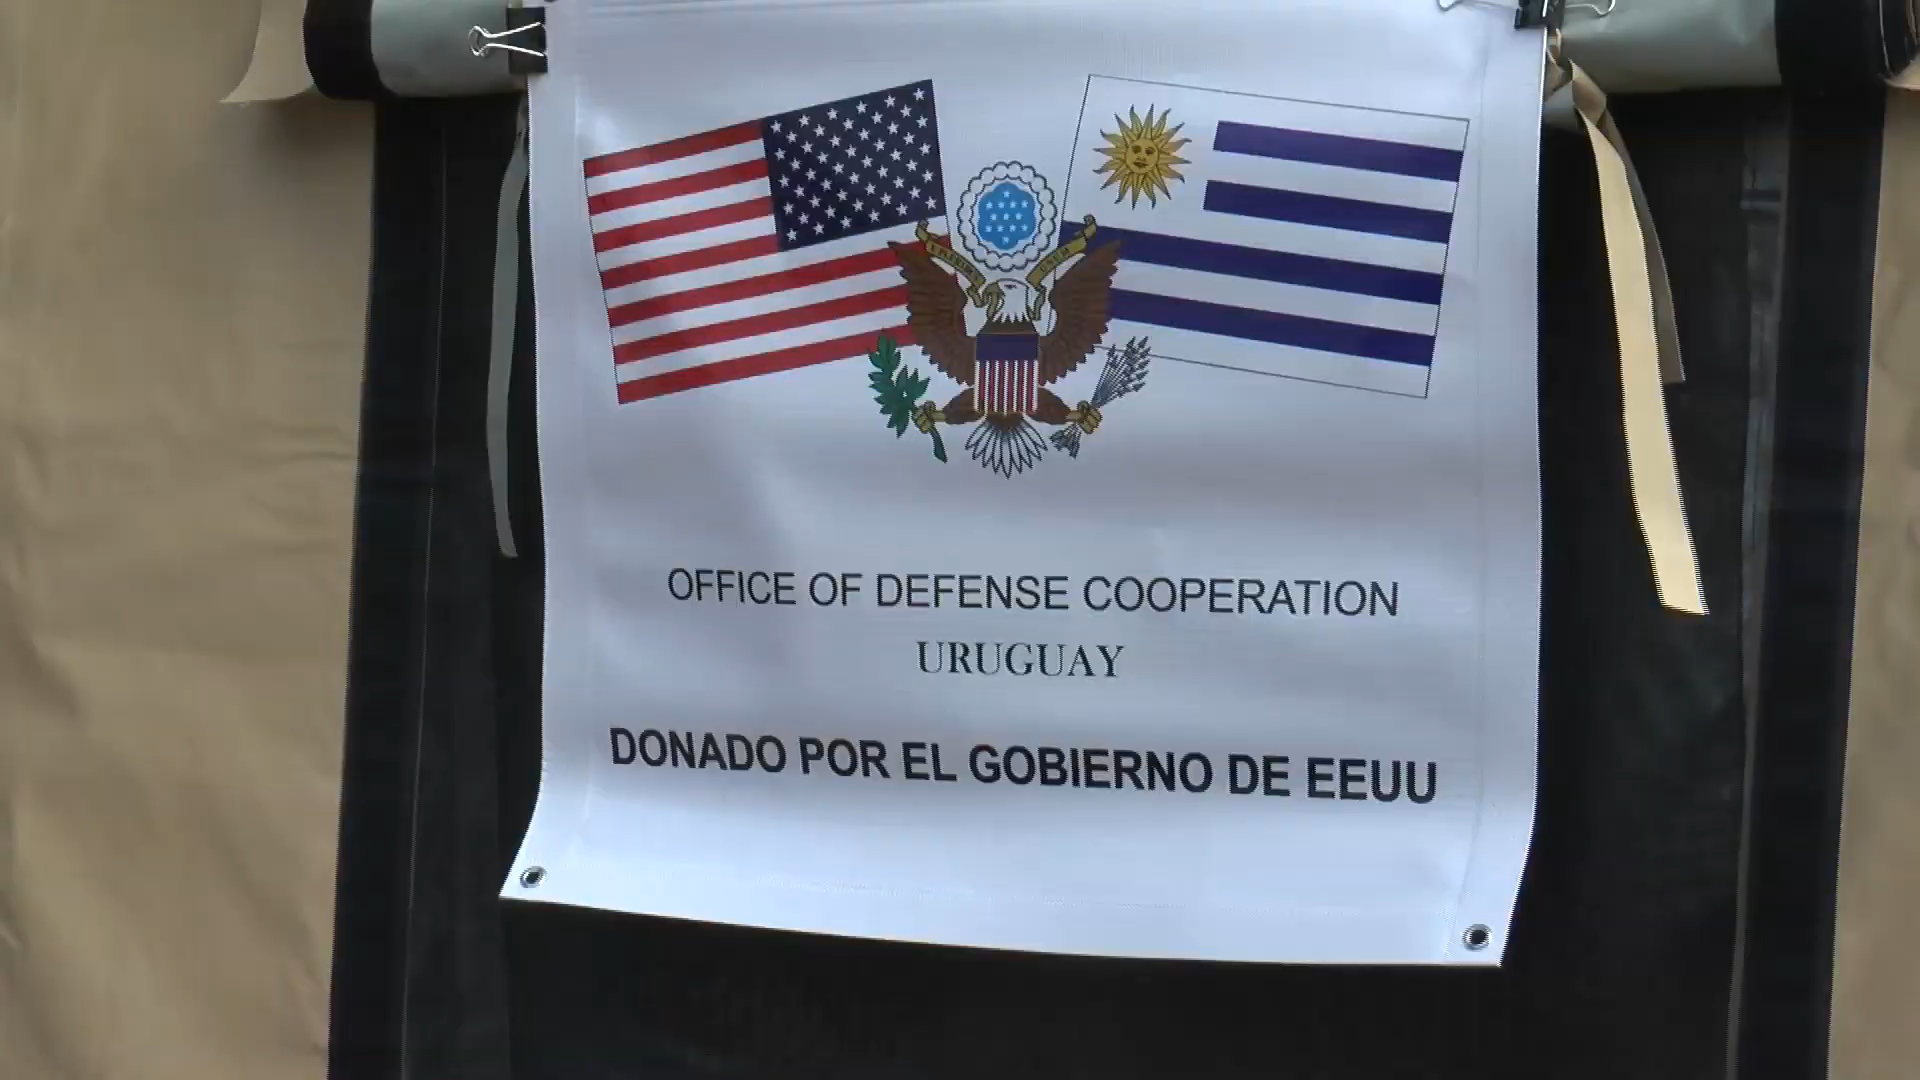 OFFICE OF DEFENSE COOPERATION
URUGUAY
DONADO POR EL GOBIERNO DE EEUU